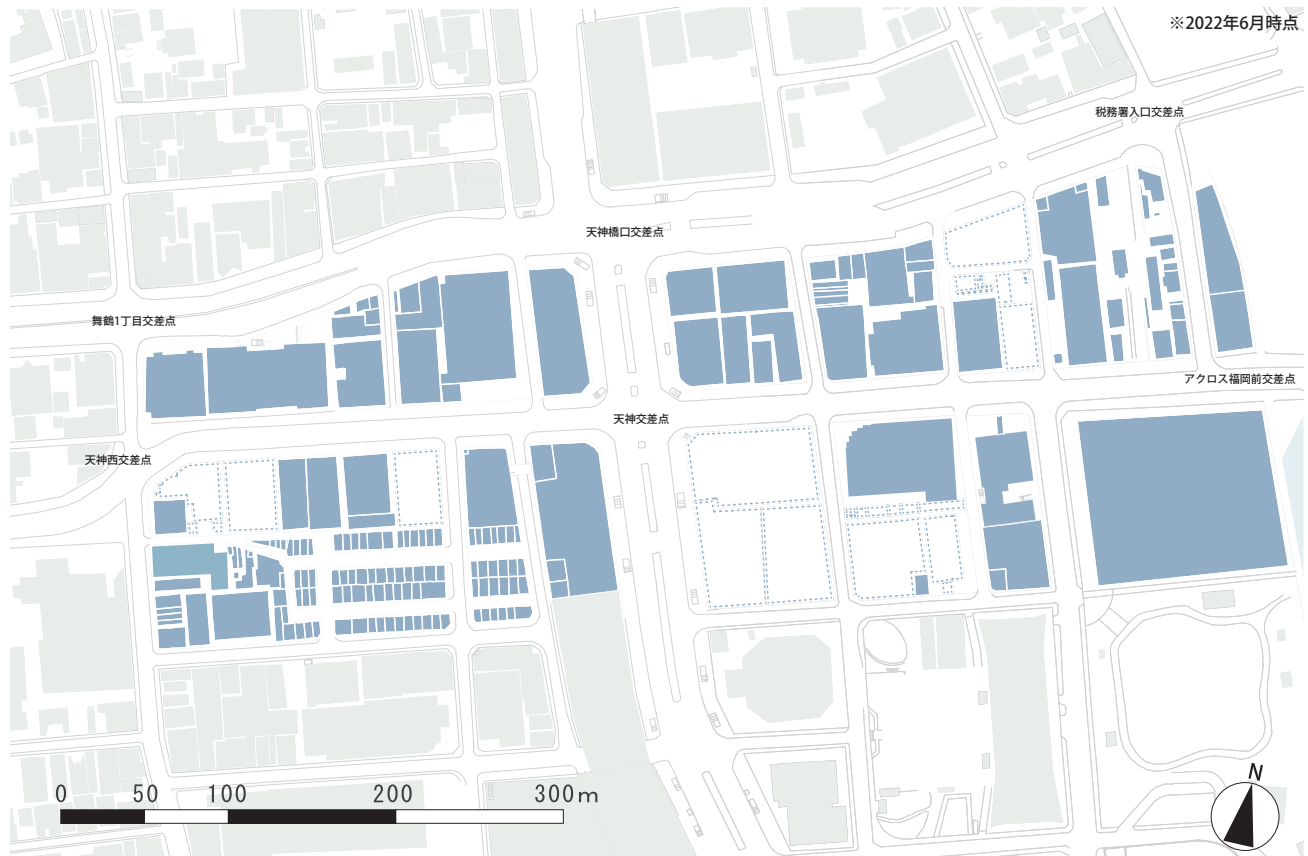 ※2022年6月時点
税務署入口交差点
天神橋口交差点
舞鶴1丁目交差点
アクロス福岡前交差点
天神交差点
天神西交差点
0 50 100 200 300m
N